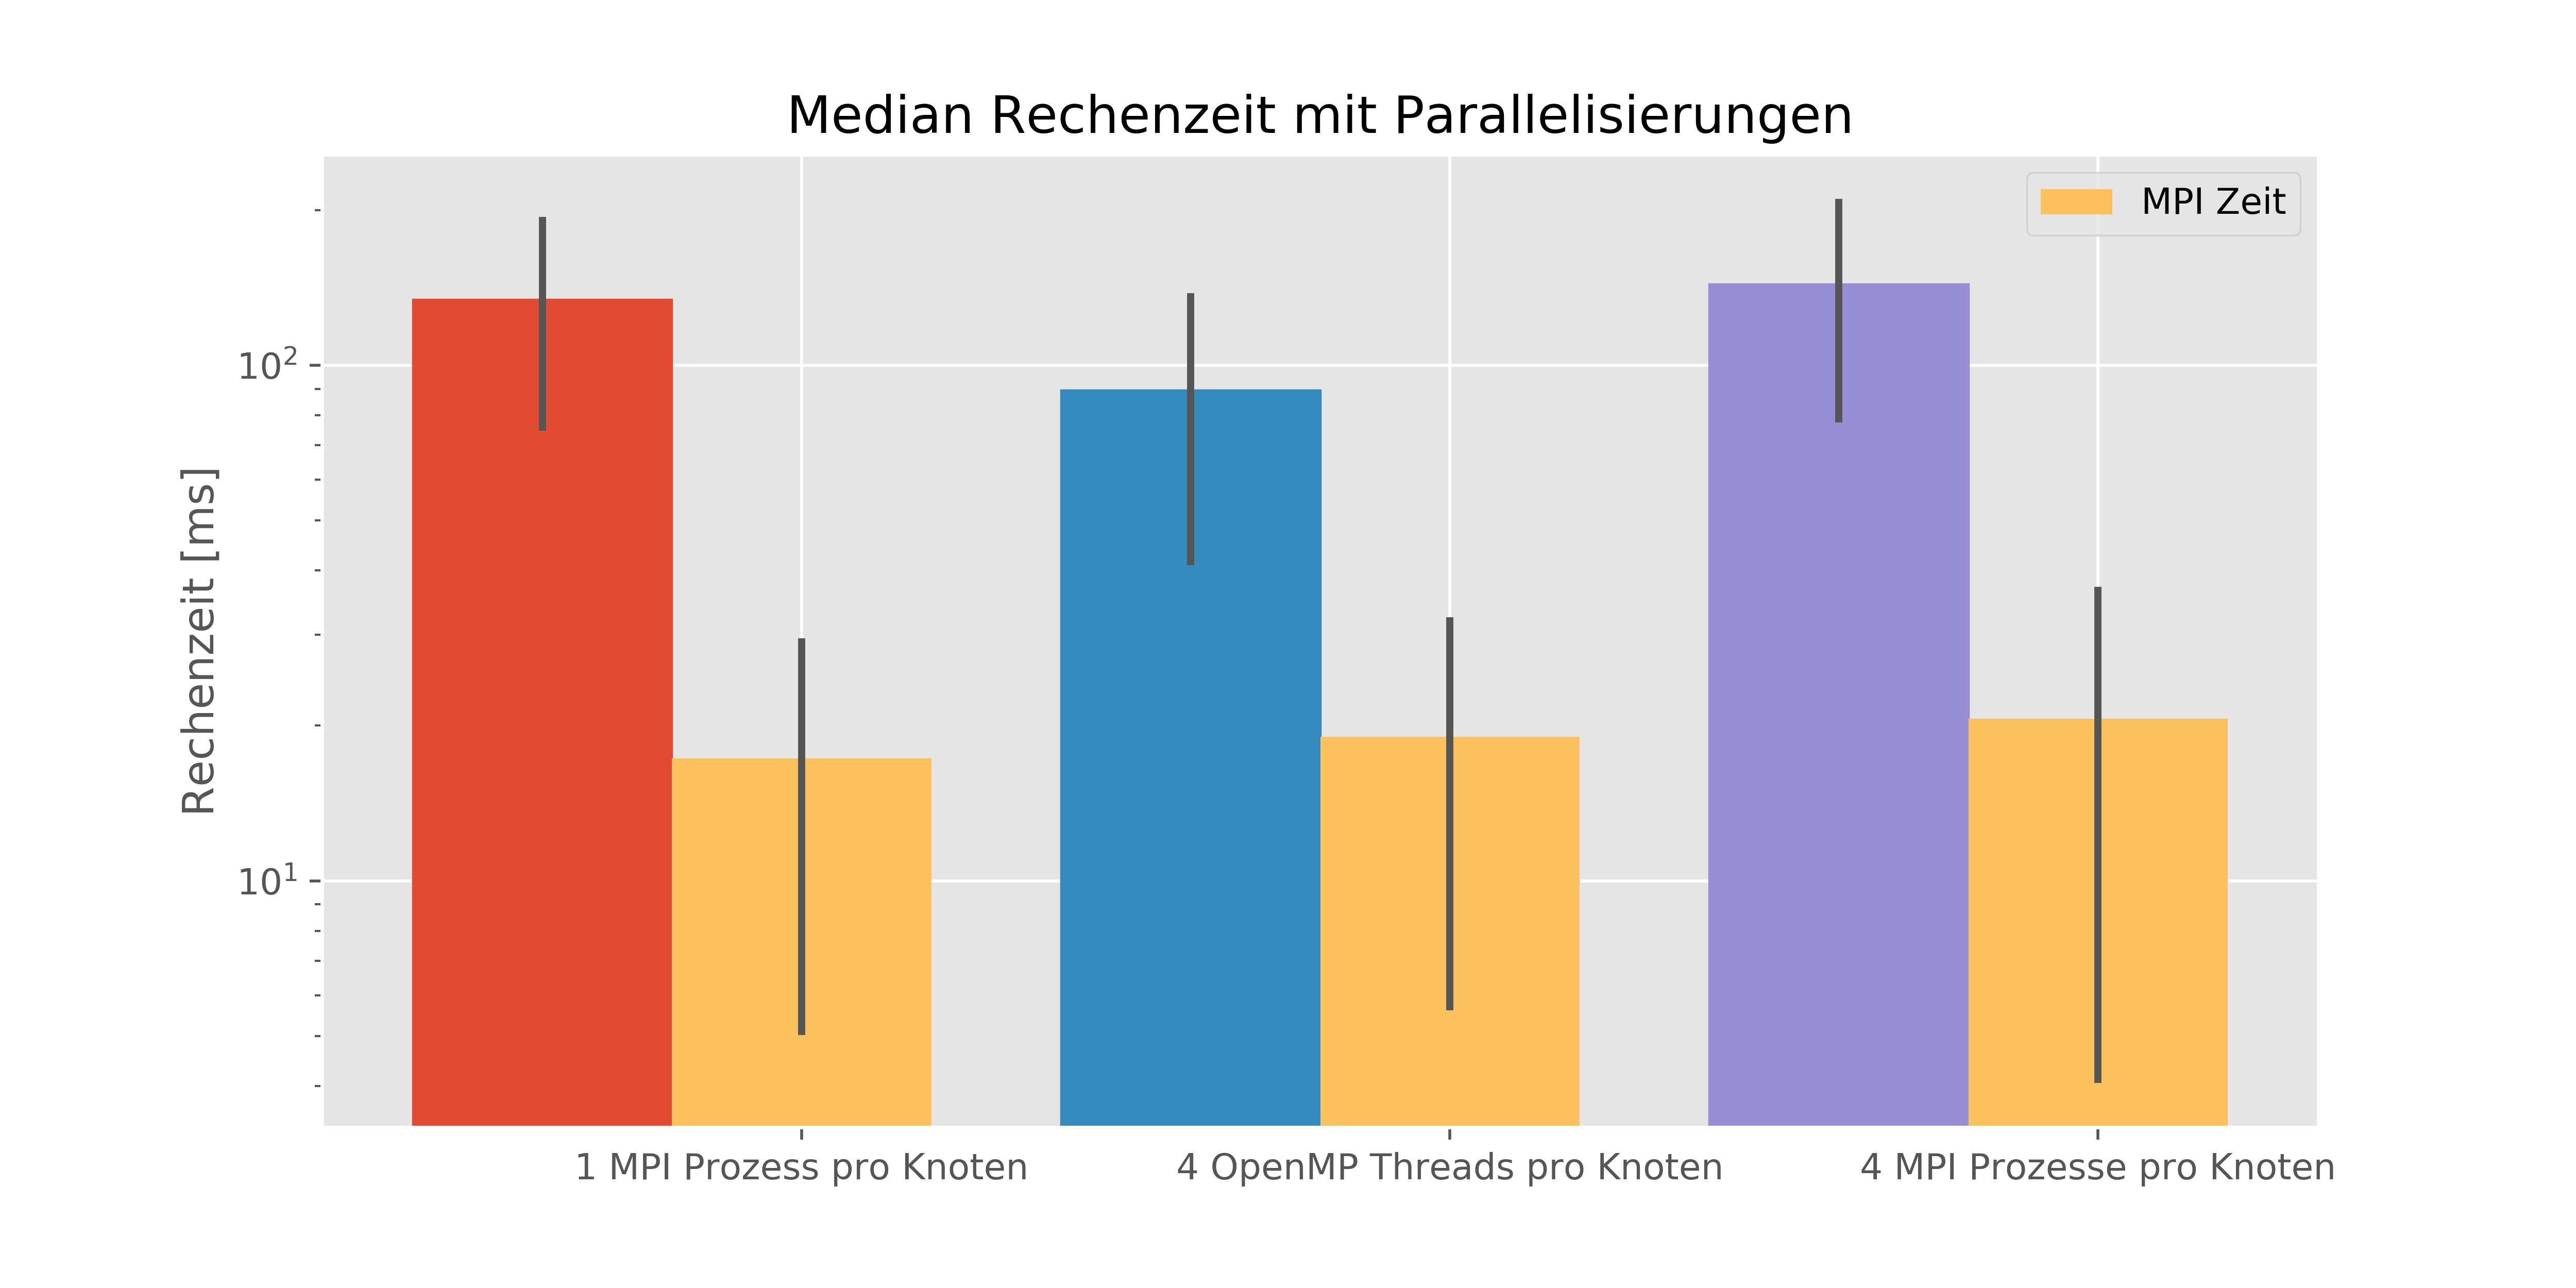 Median Rechenzeit mit Parallelisierungen
MPI Zeit
Rechenzeit [ms]
10²
10¹
1 MPI Prozess pro Knoten
4 OpenMP Threads pro Knoten
4 MPI Prozesse pro Knoten